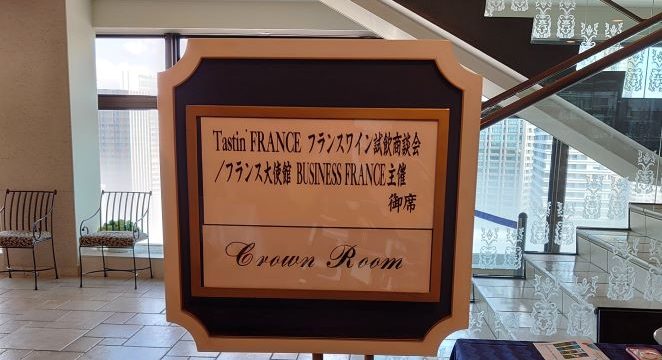 Tastin' FRANCE フランスワイン試飲商談会
/フランス大使館 BUSINESS FRANCE 主催
御席
Crown Room